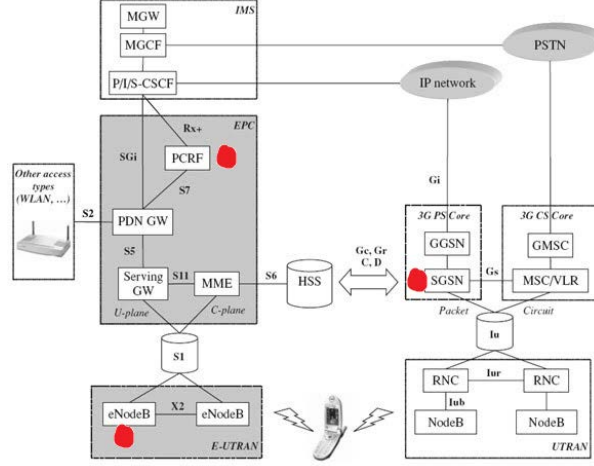 IMS
MGW
MGCF
PSTN
P/I/S-CSCF
IP network
EPC
Rx+
SGi
PCRF
Other access
types
(WLAN, ...)
S7
Gi
S2
PDN GW
3G PS Core
3G CS Core
S5
GGSN
GMSC
Gc, Gr
C, D
Serving
GW
S11
MME
S6
HSS
SGSN
Gs
MSC/VLR
U-plane
C-plane
Packet
Circuit
Iu
S1
RNC
Iur
RNC
eNodeB
X2
eNodeB
Iub
NodeB
NodeB
E-UTRAN
UTRAN